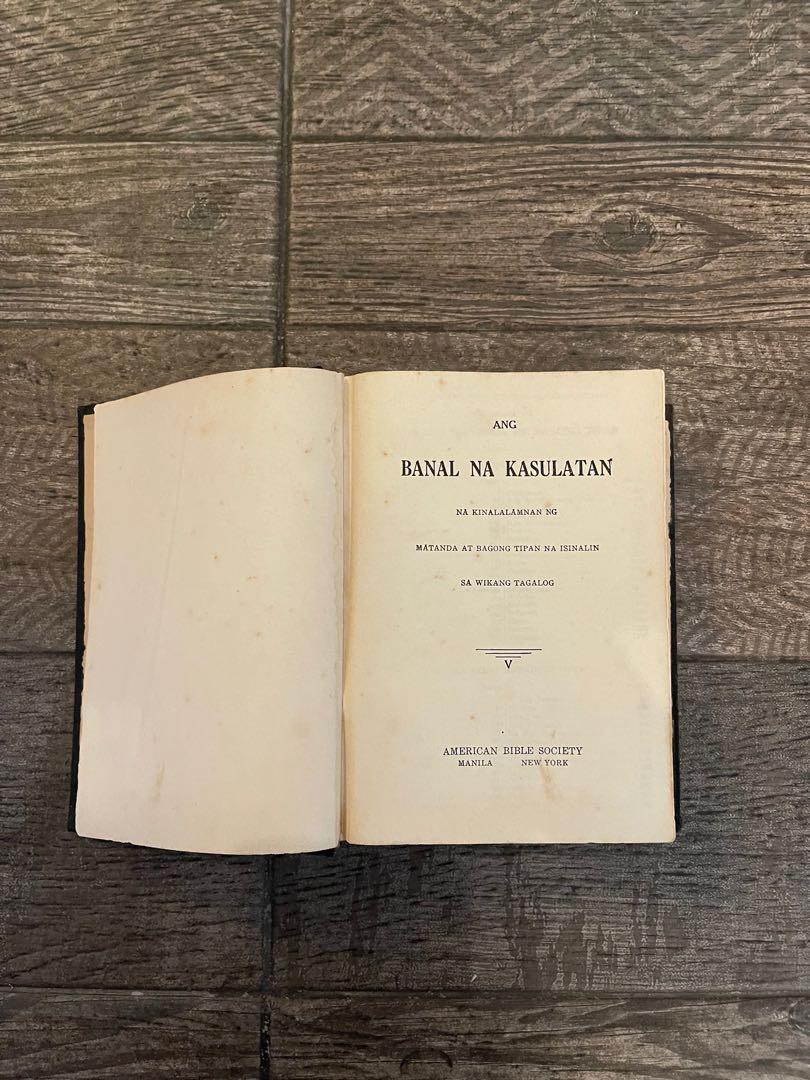 ANG
BANAL NA KASULATAN
NA KINALALAMNAN NG
MATANDA AT BAGONG TIPAN NA ISINALIN
SA WIKANG TAGALOG
V
AMERICAN BIBLE SOCIETY
MANILA NEW YORK